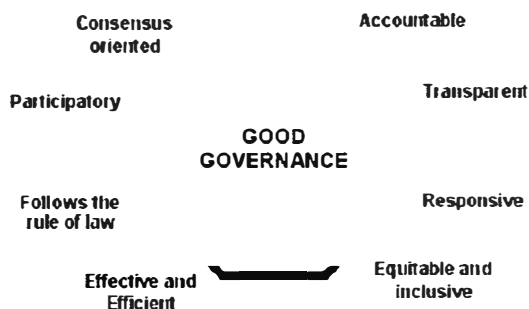 Consensus
oriented
Accountable
Participatory
Transparent
GOOD
GOVERNANCE
Follows the
rule of law
Responsive
Effective and
Efficient
Equitable and
inclusive